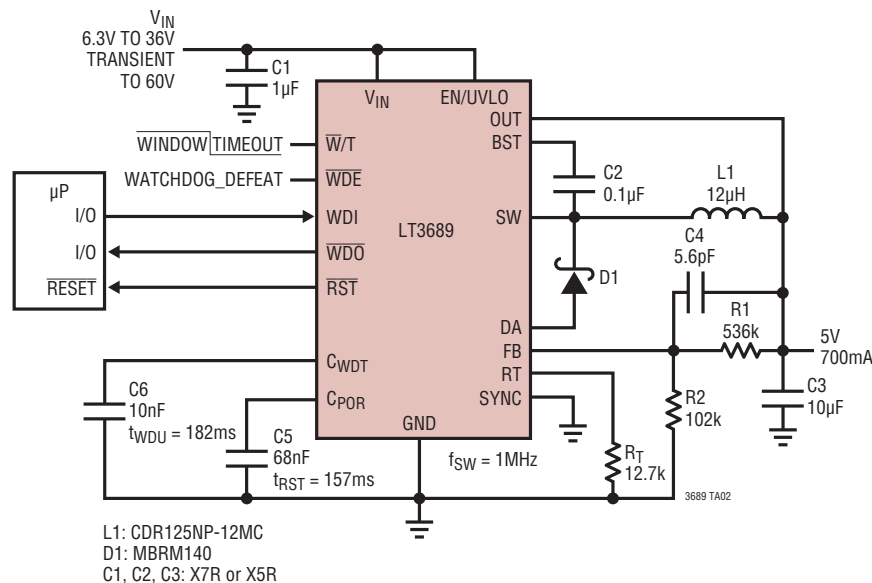 VIN
6.3V TO 36V
TRANSIENT
TO 60V
C1
1µF
VIN
EN/UVLO
OUT
BST
WINDOW TIMEOUT
W/T
WATCHDOG_DEFEAT
WDE
µP
I/O
WDI
I/O
WDO
RESET
RST
LT3689
SW
C2
0.1µF
L1
12µH
C4
5.6pF
D1
DA
FB
RT
SYNC
R1
536k
5V
700mA
C3
10µF
R2
102k
RT
12.7k
CWDT
CPOR
GND
C6
10nF
tWDU = 182ms
C5
68nF
tRST = 157ms
fSW = 1MHz
3689 TA02
L1: CDR125NP-12MC
D1: MBRM140
C1, C2, C3: X7R or X5R